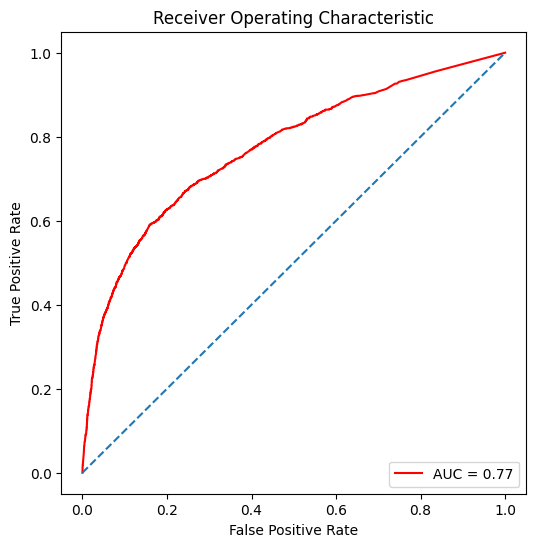 Receiver Operating Characteristic
1.0
0.8
0.6
0.4
0.2
0.0
True Positive Rate
AUC = 0.77
0.0 0.2 0.4 0.6 0.8 1.0
False Positive Rate